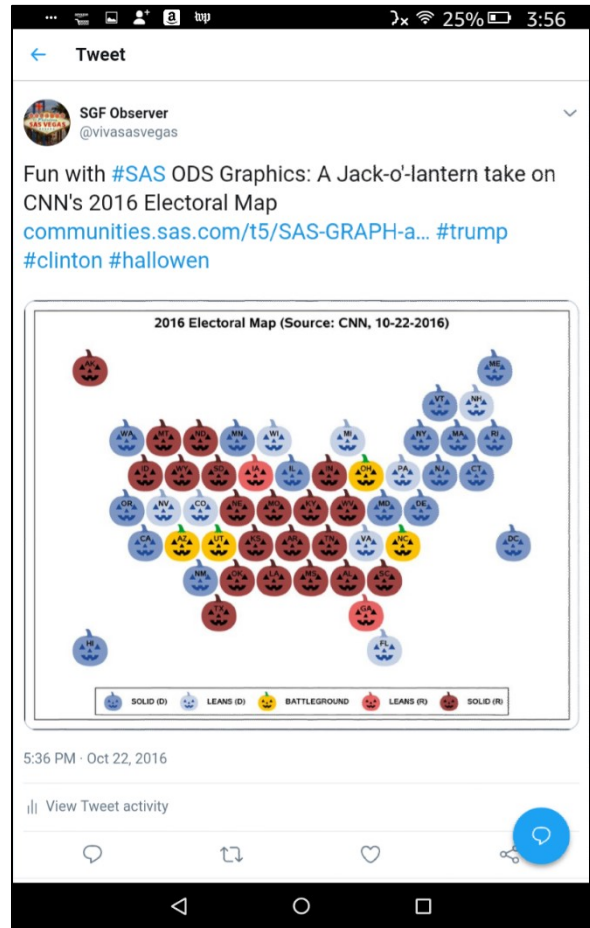 25% 3:56
Tweet
SGF Observer
@vivasasvegas
Fun with #SAS ODS Graphics: A Jack-o'-lantern take on
CNN's 2016 Electoral Map
communities.sas.com/t5/SAS-GRAPH-a... #trump
#clinton #hallowen
2016 Electoral Map (Source: CNN, 10-22-2016)
AK ME
VT NH
WA MT ND MN WI MI NY MA RI
ID WY SD IA IL IN OH PA NJ CT
OR NV CO NE MO KY WV MD DE
CA AZ UT KS AR TN VA NC DC
NM OK LA MS AL SC
TX GA
HI FL
SOLID (D) LEANS (D) BATTLEGROUND LEANS (R) SOLID (R)
5:36 PM · Oct 22, 2016
View Tweet activity